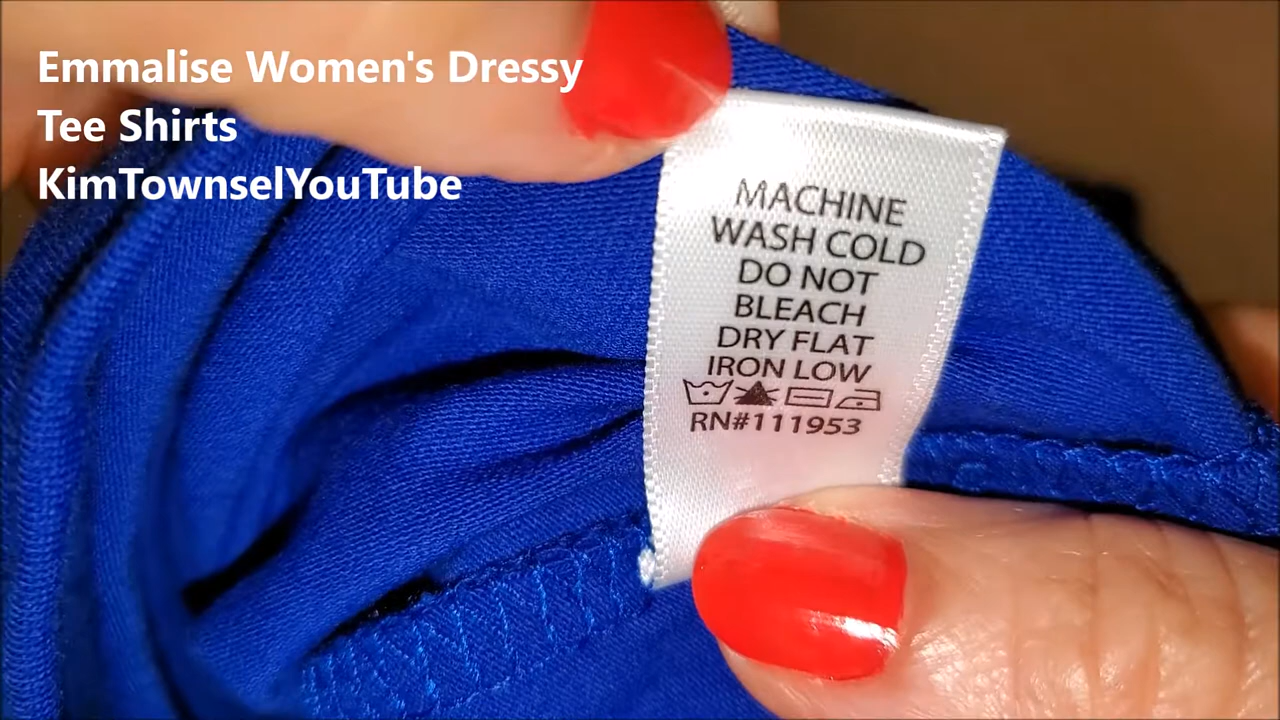 Emmalise Women's Dressy
Tee Shirts
KimTownselYouTube
MACHINE
WASH COLD
DO NOT
BLEACH
DRY FLAT
IRON LOW
RN#111953